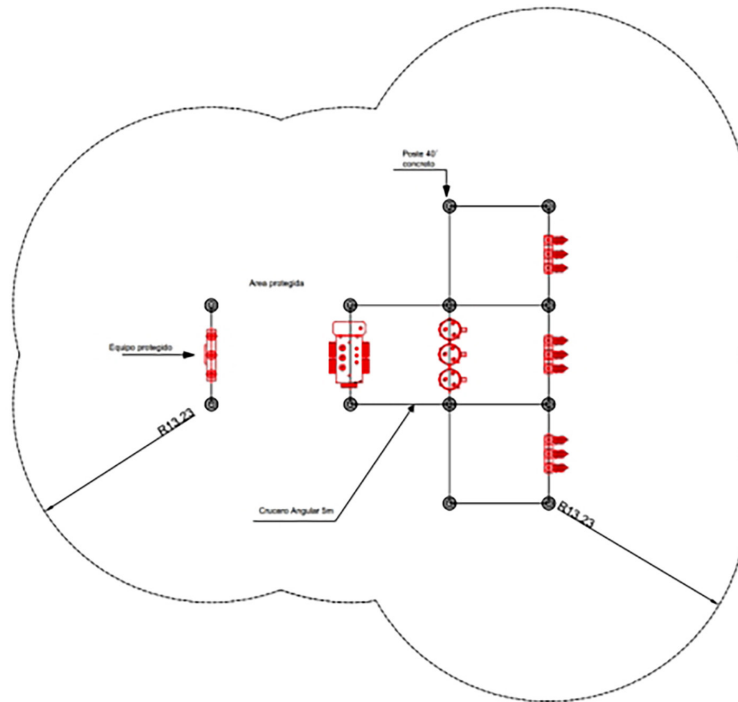 Poste 40'
concreto
Area protegida
Equipo protegido
R13,23
Crucero Angular 5m
R13,23